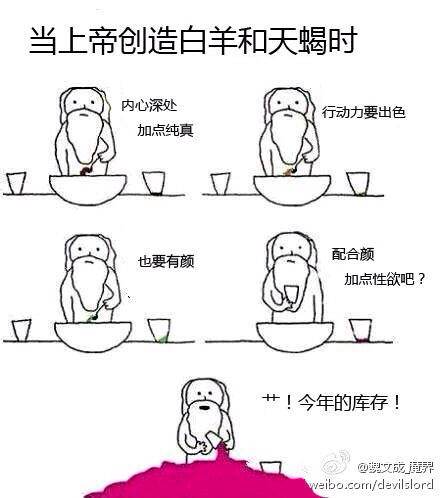 当上帝创造白羊和天蝎时
内心深处
加点纯真
行动力要出色
也要有颜
配合颜
加点性欲吧？
艹！今年的库存！
@魏文成_魔界
weibo.com/devilslord